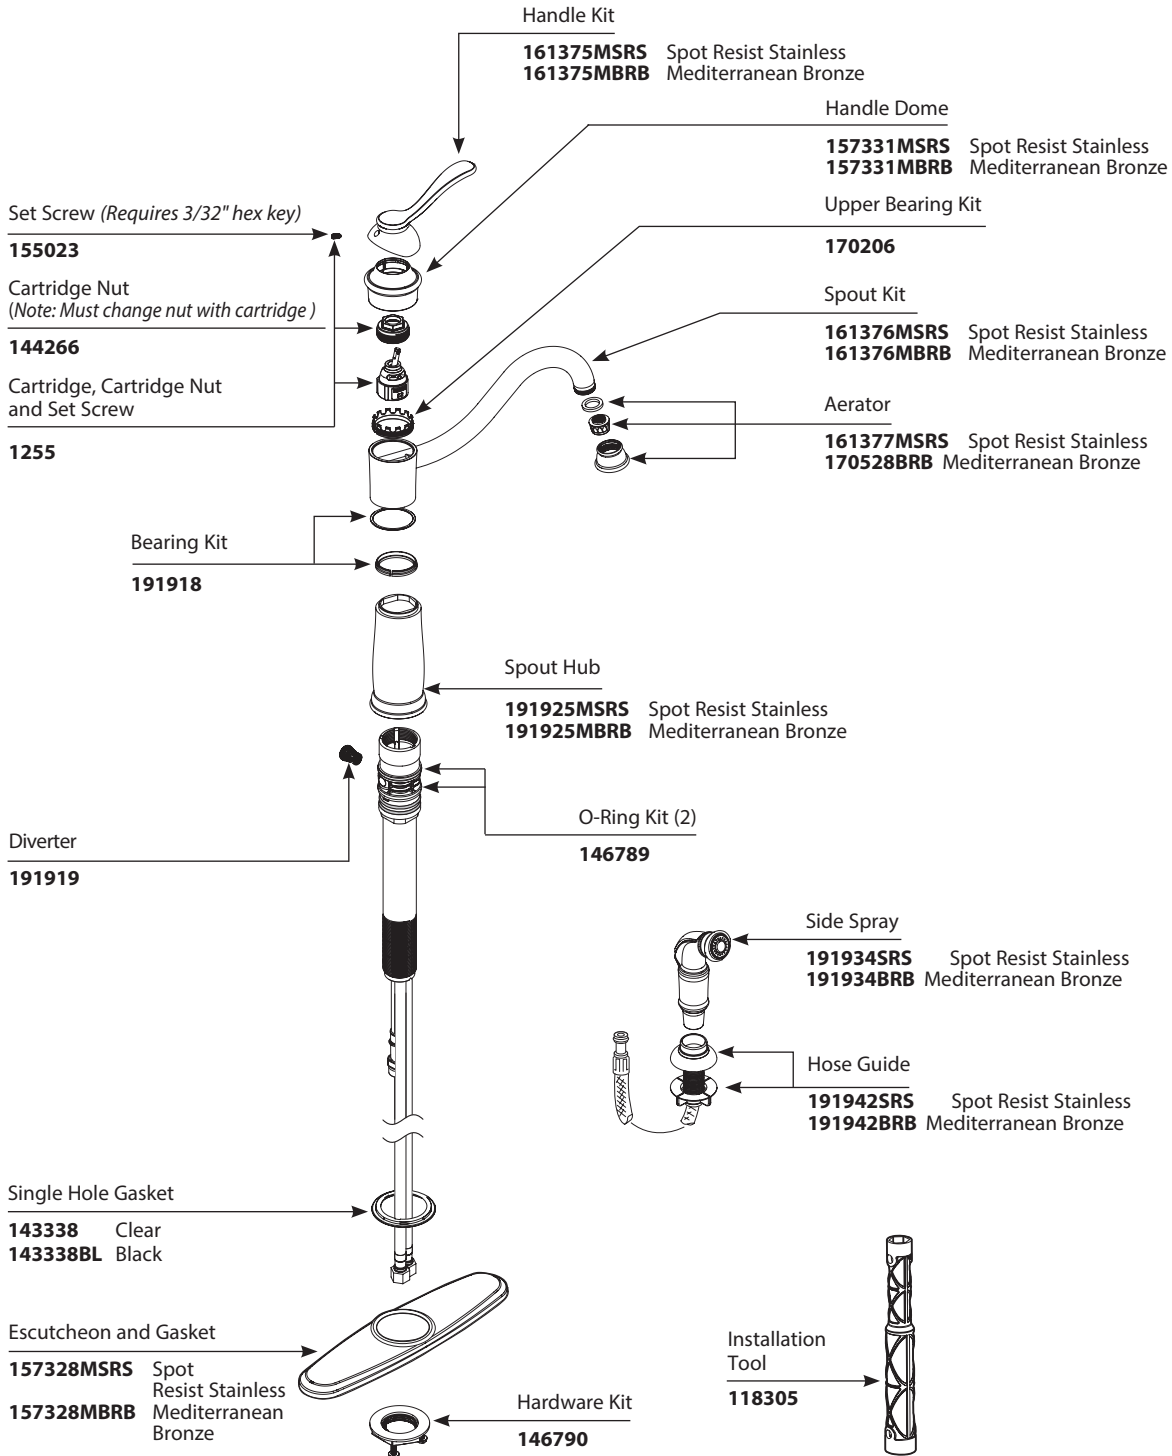 Handle Kit
161375MSRS Spot Resist Stainless
161375MBRB Mediterranean Bronze
Handle Dome
157331MSRS Spot Resist Stainless
157331MBRB Mediterranean Bronze
Set Screw (Requires 3/32" hex key)
155023
Upper Bearing Kit
170206
Cartridge Nut
(Note: Must change nut with cartridge )
144266
Spout Kit
161376MSRS Spot Resist Stainless
161376MBRB Mediterranean Bronze
Cartridge, Cartridge Nut
and Set Screw
1255
Aerator
161377MSRS Spot Resist Stainless
170528BRB Mediterranean Bronze
Bearing Kit
191918
Spout Hub
191925MSRS Spot Resist Stainless
191925MBRB Mediterranean Bronze
O-Ring Kit (2)
146789
Diverter
191919
Side Spray
191934SRS Spot Resist Stainless
191934BRB Mediterranean Bronze
Hose Guide
191942SRS Spot Resist Stainless
191942BRB Mediterranean Bronze
Single Hole Gasket
143338 Clear
143338BL Black
Escutcheon and Gasket
157328MSRS Spot
Resist Stainless
157328MBRB Mediterranean
Bronze
Hardware Kit
146790
Installation
Tool
118305